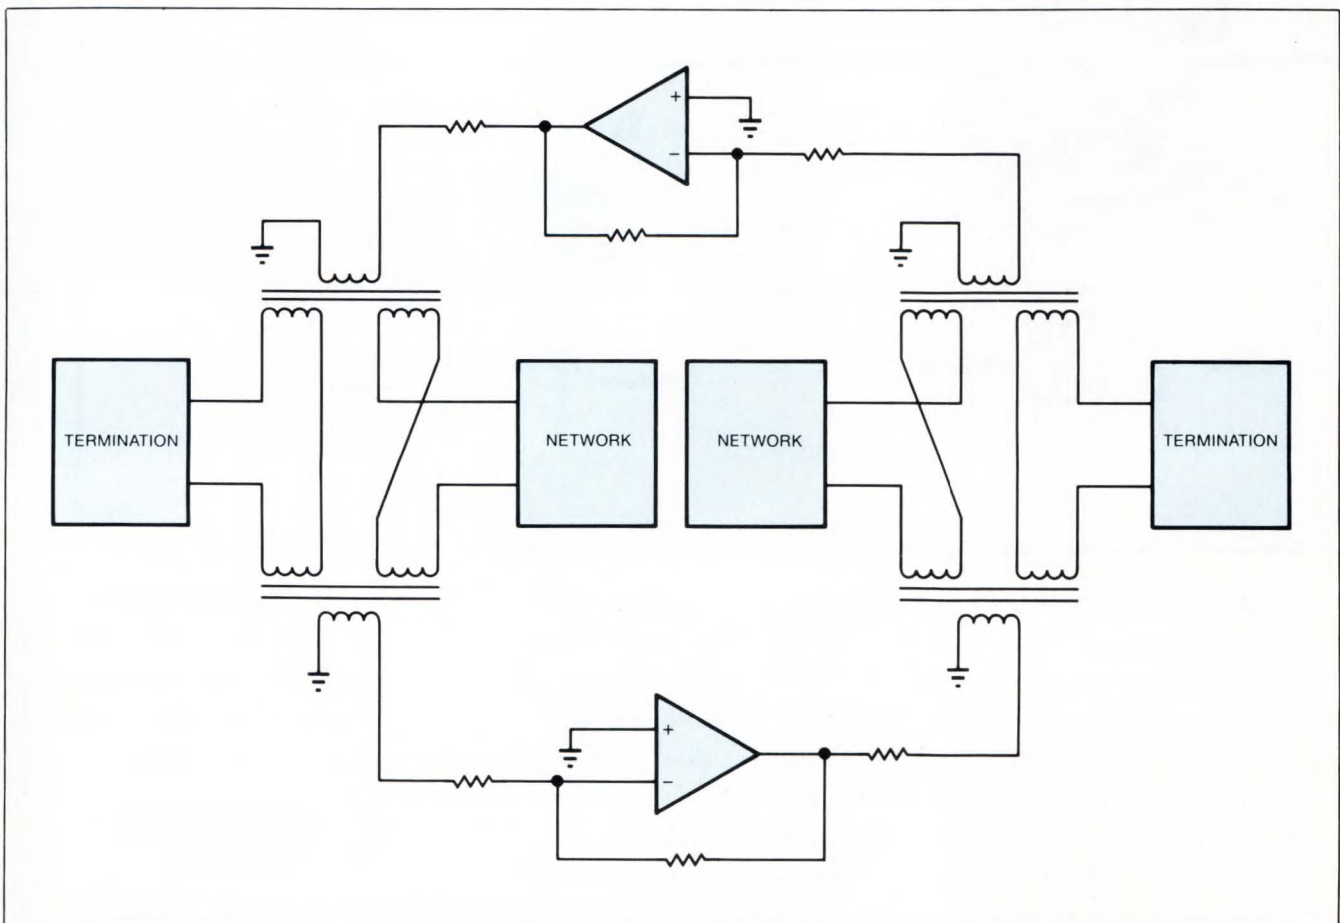 +
−
TERMINATION
NETWORK
NETWORK
TERMINATION
+
−